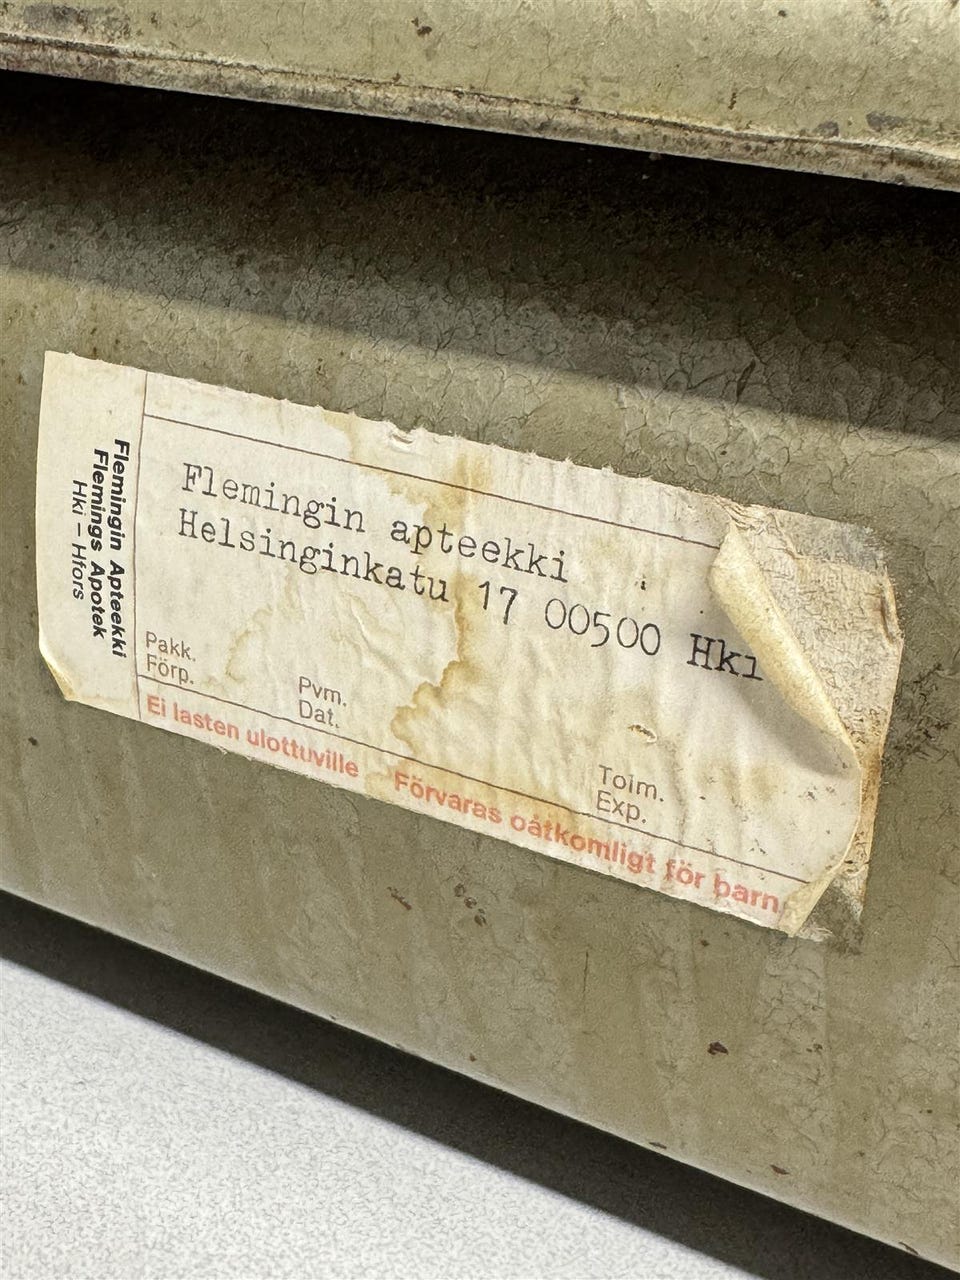 Flemingin Apteekki
Flemings Apotek
Hki – Hfors
Flemingin apteekki
Helsinginkatu 17 00500 Hki
Pakk.
Förp.
Pvm.
Dat.
Toim.
Exp.
Ei lasten ulottuville Förvaras oåtkomligt för barn